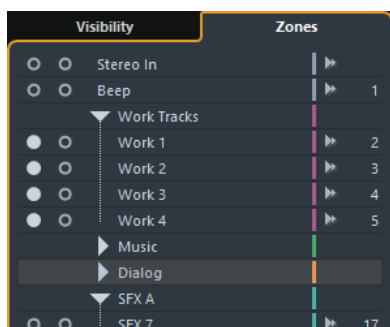 Visibility Zones
Stereo In
Beep 1
Work Tracks
Work 1 2
Work 2 3
Work 3 4
Work 4 5
Music
Dialog
SFX A
SFX 7 17